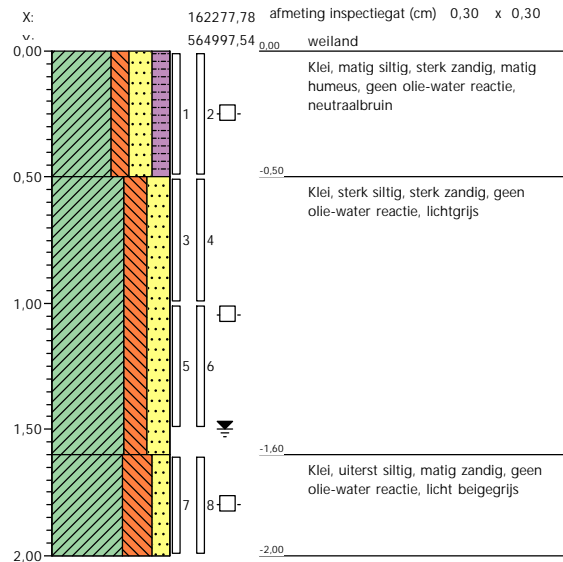 X: 162277,78 afmeting inspectiegat (cm) 0,30 x 0,30
564997,54 weiland
0,00 0,00
Klei, matig siltig, sterk zandig, matig
humeus, geen olie-water reactie,
neutraalbruin
1 2
0,50 -0,50
Klei, sterk siltig, sterk zandig, geen
olie-water reactie, lichtgrijs
3 4
1,00
5 6
1,50
-1,60
Klei, uiterst siltig, matig zandig, geen
olie-water reactie, licht beigegrijs
7 8
2,00 -2,00